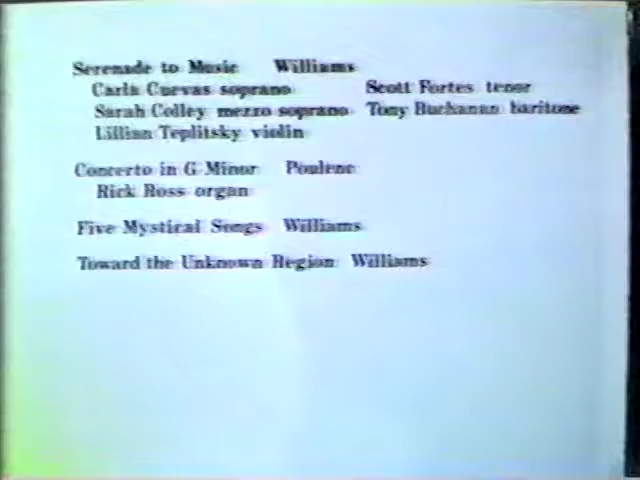 Serenade to Music Williams
Carla Cuevas soprano Scott Fortes tenor
Sarah Colley mezzo soprano Tony Buchanan baritone
Lillian Teplitsky violin
Concerto in G Minor Poulenc
Rick Ross organ
Five Mystical Songs Williams
Toward the Unknown Region Williams